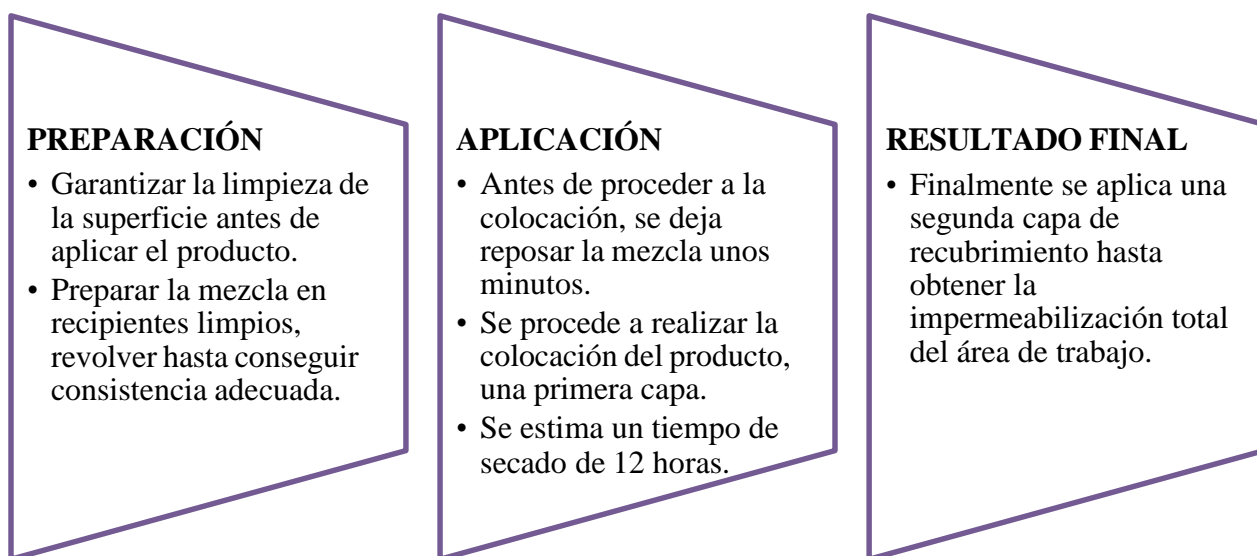 PREPARACIÓN
• Garantizar la limpieza de
la superficie antes de
aplicar el producto.
• Preparar la mezcla en
recipientes limpios,
revolver hasta conseguir
consistencia adecuada.
APLICACIÓN
• Antes de proceder a la
colocación, se deja
reposar la mezcla unos
minutos.
• Se procede a realizar la
colocación del producto,
una primera capa.
• Se estima un tiempo de
secado de 12 horas.
RESULTADO FINAL
• Finalmente se aplica una
segunda capa de
recubrimiento hasta
obtener la
impermeabilización total
del área de trabajo.